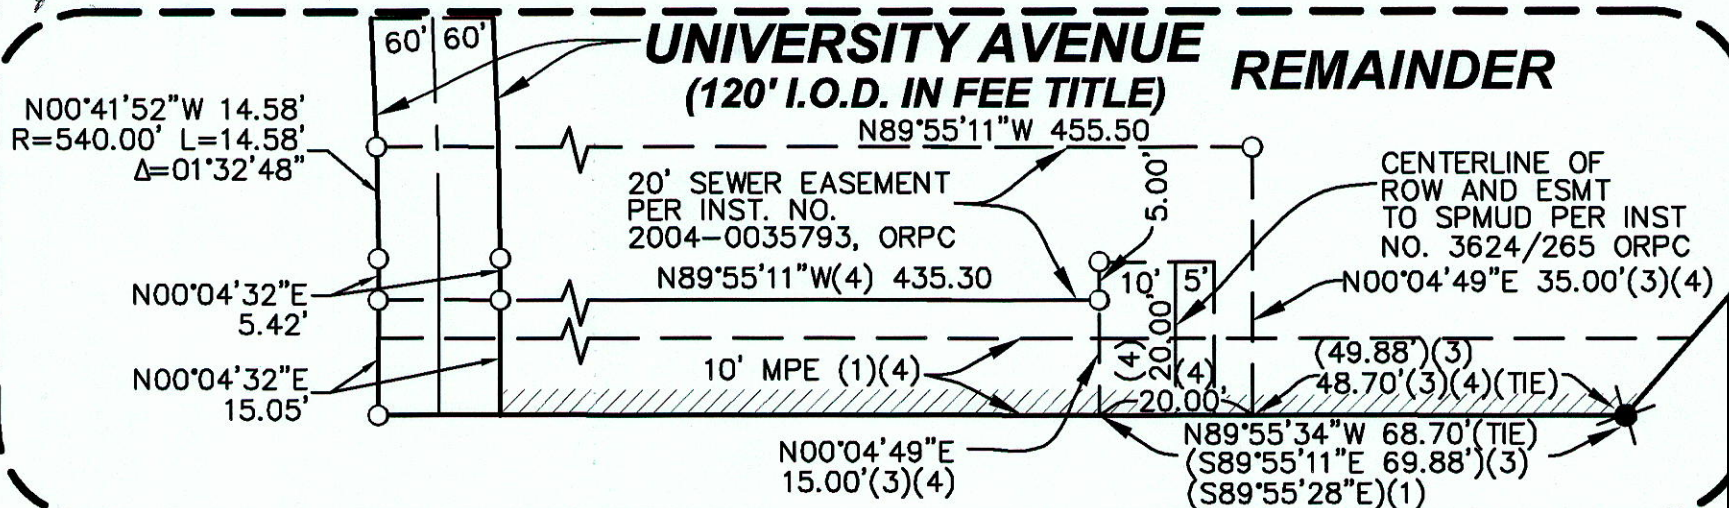 60' 60'
UNIVERSITY AVENUE
(120' I.O.D. IN FEE TITLE)
REMAINDER
N00°41'52"W 14.58'
R=540.00' L=14.58'
Δ=01°32'48"
N89°55'11"W 455.50
20' SEWER EASEMENT
PER INST. NO.
2004-0035793, ORPC
5.00'
CENTERLINE OF
ROW AND ESMT
TO SPMUD PER INST
NO. 3624/265 ORPC
N00°04'32"E
5.42'
N89°55'11"W(4) 435.30
10' 5'
N00°04'49"E 35.00'(3)(4)
N00°04'32"E
15.05'
10' MPE (1)(4)
(4)
20.00'
(4)
(49.88')(3)
48.70'(3)(4)(TIE)
20.00'
N00°04'49"E
15.00'(3)(4)
N89°55'34"W 68.70'(TIE)
(S89°55'11"E 69.88')(3)
(S89°55'28"E)(1)